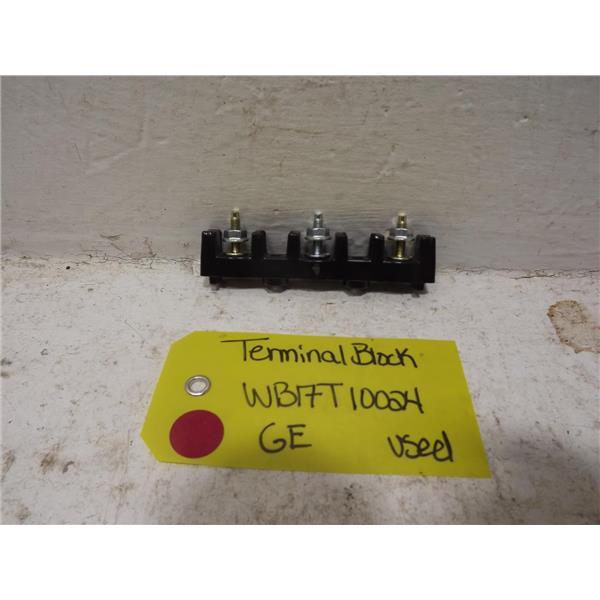 Terminal Block
WB17T10024
GE used